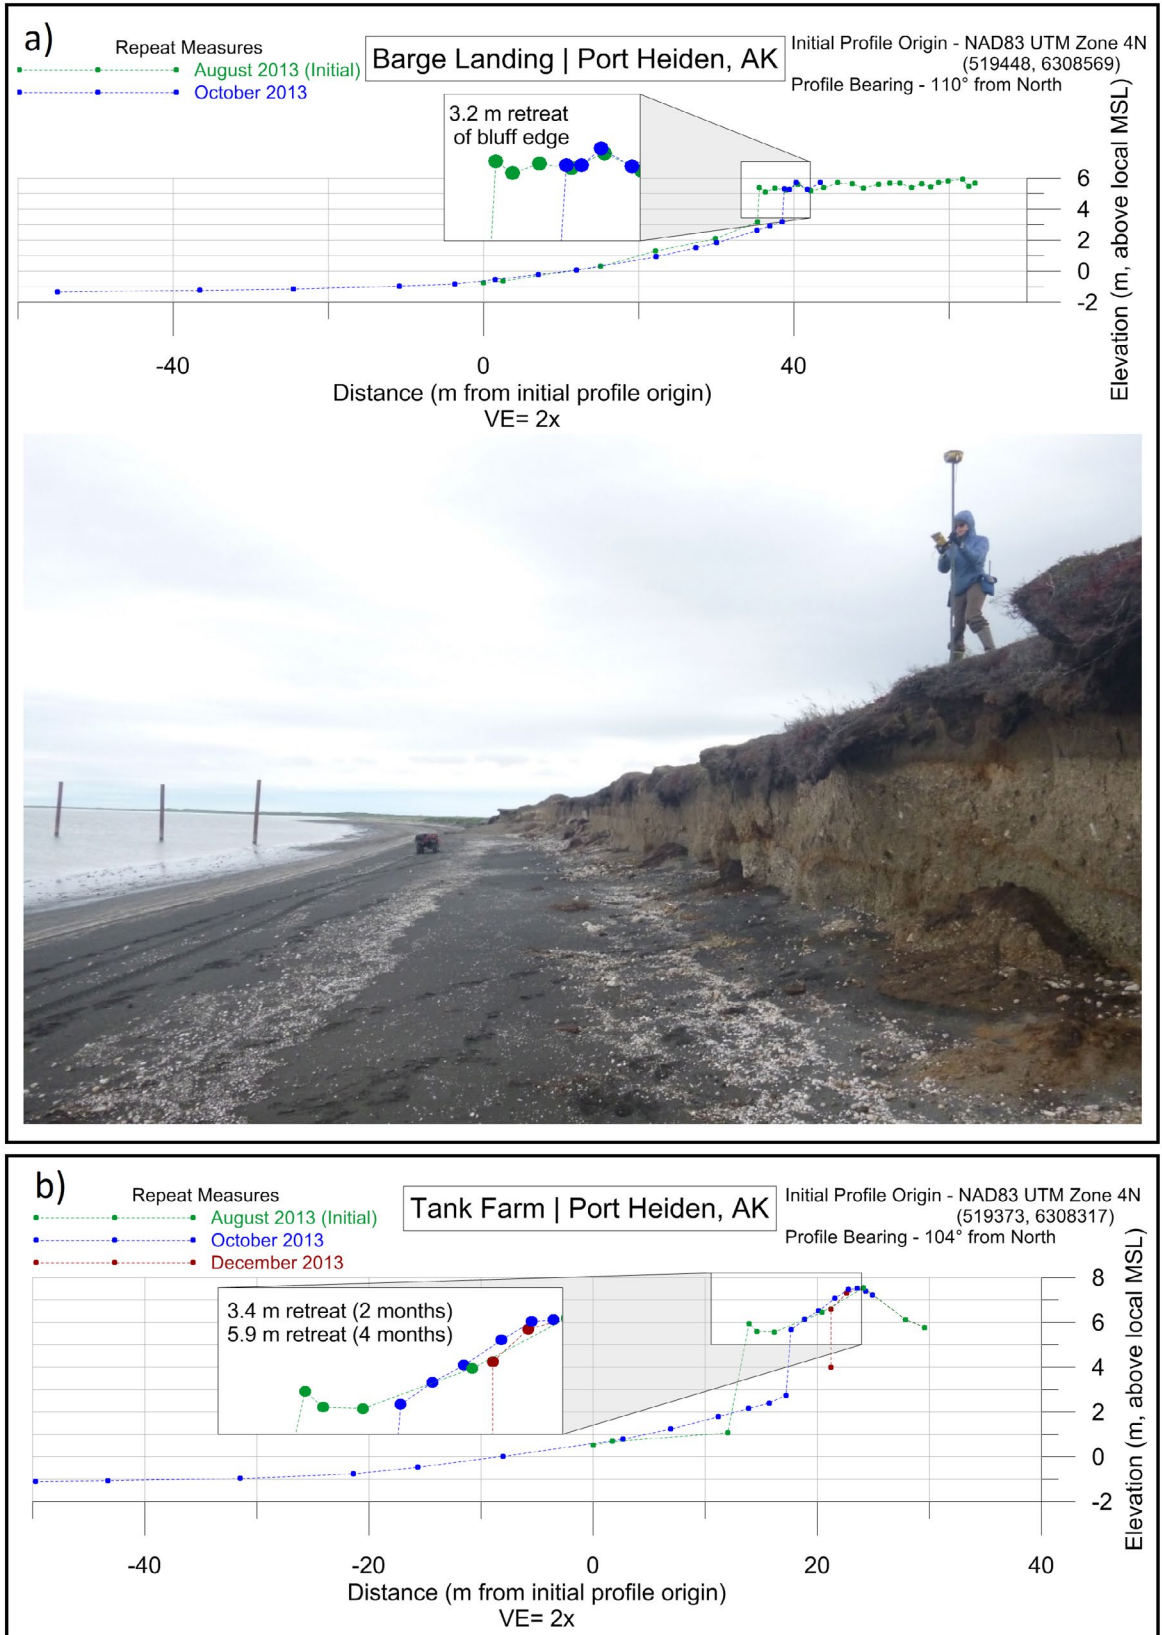 a)
Repeat Measures
August 2013 (Initial)
October 2013
Barge Landing | Port Heiden, AK
Initial Profile Origin - NAD83 UTM Zone 4N
(519448, 6308569)
Profile Bearing - 110° from North
3.2 m retreat
of bluff edge
6
4
2
0
-2
Elevation (m, above local MSL)
-40
0
40
Distance (m from initial profile origin)
VE= 2x
b)
Repeat Measures
August 2013 (Initial)
October 2013
December 2013
Tank Farm | Port Heiden, AK
Initial Profile Origin - NAD83 UTM Zone 4N
(519373, 6308317)
Profile Bearing - 104° from North
3.4 m retreat (2 months)
5.9 m retreat (4 months)
8
6
4
2
0
-2
Elevation (m, above local MSL)
-40
-20
0
20
40
Distance (m from initial profile origin)
VE= 2x